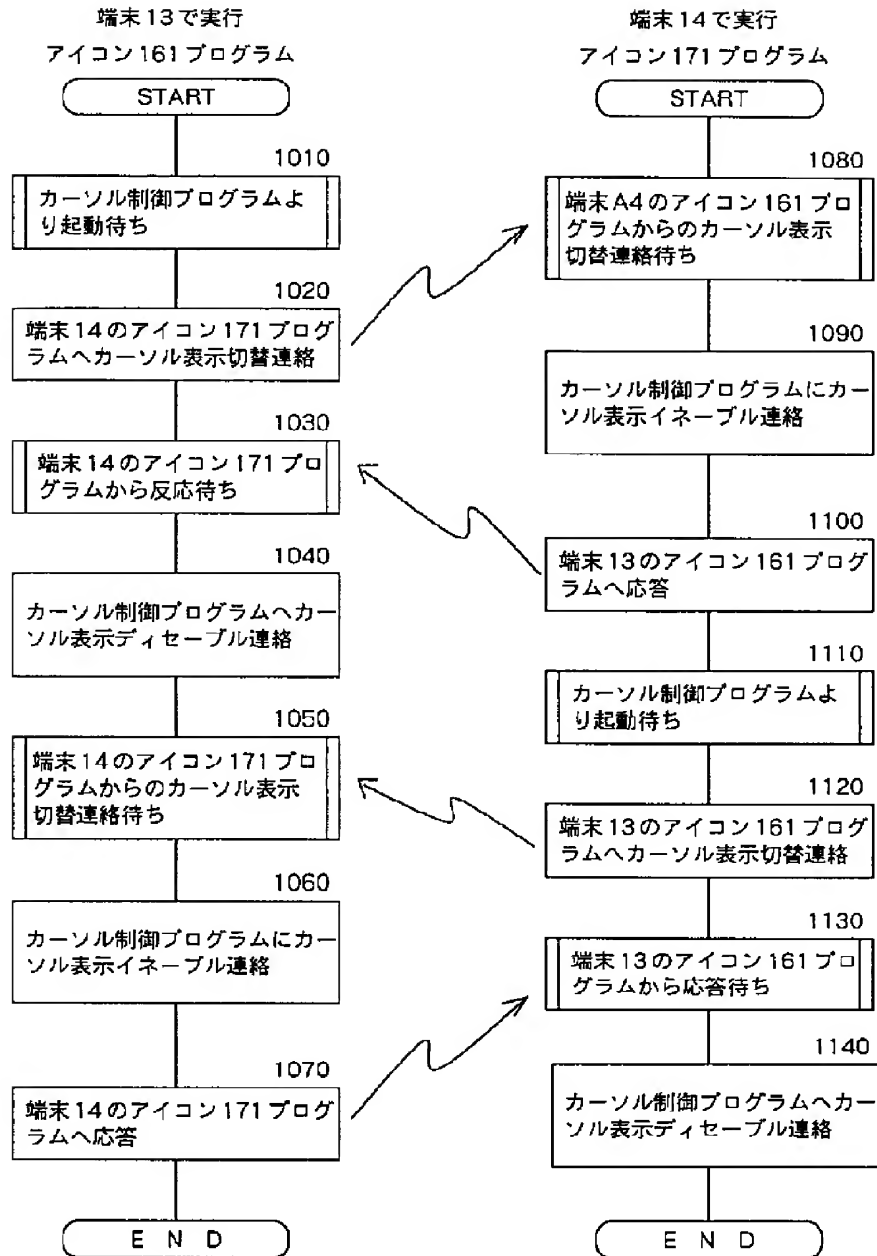 端末13で実行
アイコン161プログラム
START
1010
カーソル制御プログラムよ
り起動待ち
1020
端末14のアイコン171プログ
ラムへカーソル表示切替連絡
1030
端末14のアイコン171プロ
グラムから反応待ち
1040
カーソル制御プログラムへカー
ソル表示ディセーブル連絡
1050
端末14のアイコン171プロ
グラムからのカーソル表示
切替連絡待ち
1060
カーソル制御プログラムにカー
ソル表示イネーブル連絡
1070
端末14のアイコン171プログ
ラムへ応答
END
端末14で実行
アイコン171プログラム
START
1080
端末A4のアイコン161プロ
グラムからのカーソル表示
切替連絡待ち
1090
カーソル制御プログラムにカー
ソル表示イネーブル連絡
1100
端末13のアイコン161プログ
ラムへ応答
1110
カーソル制御プログラムよ
り起動待ち
1120
端末13のアイコン161プログ
ラムへカーソル表示切替連絡
1130
端末13のアイコン161プロ
グラムから応答待ち
1140
カーソル制御プログラムへカー
ソル表示ディセーブル連絡
END